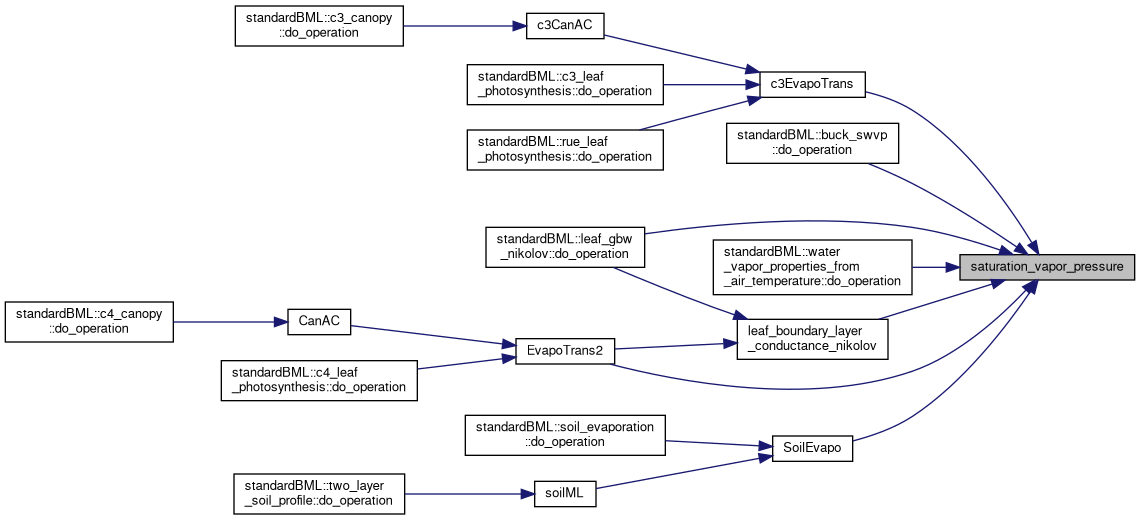 standardBML::c3_canopy
::do_operation
c3CanAC
standardBML::c3_leaf
_photosynthesis::do_operation
c3EvapoTrans
standardBML::rue_leaf
_photosynthesis::do_operation
standardBML::buck_swvp
::do_operation
standardBML::leaf_gbw
_nikolov::do_operation
standardBML::water
_vapor_properties_from
_air_temperature::do_operation
saturation_vapor_pressure
standardBML::c4_canopy
::do_operation
CanAC
leaf_boundary_layer
_conductance_nikolov
EvapoTrans2
standardBML::c4_leaf
_photosynthesis::do_operation
standardBML::soil_evaporation
::do_operation
SoilEvapo
standardBML::two_layer
_soil_profile::do_operation
soilML